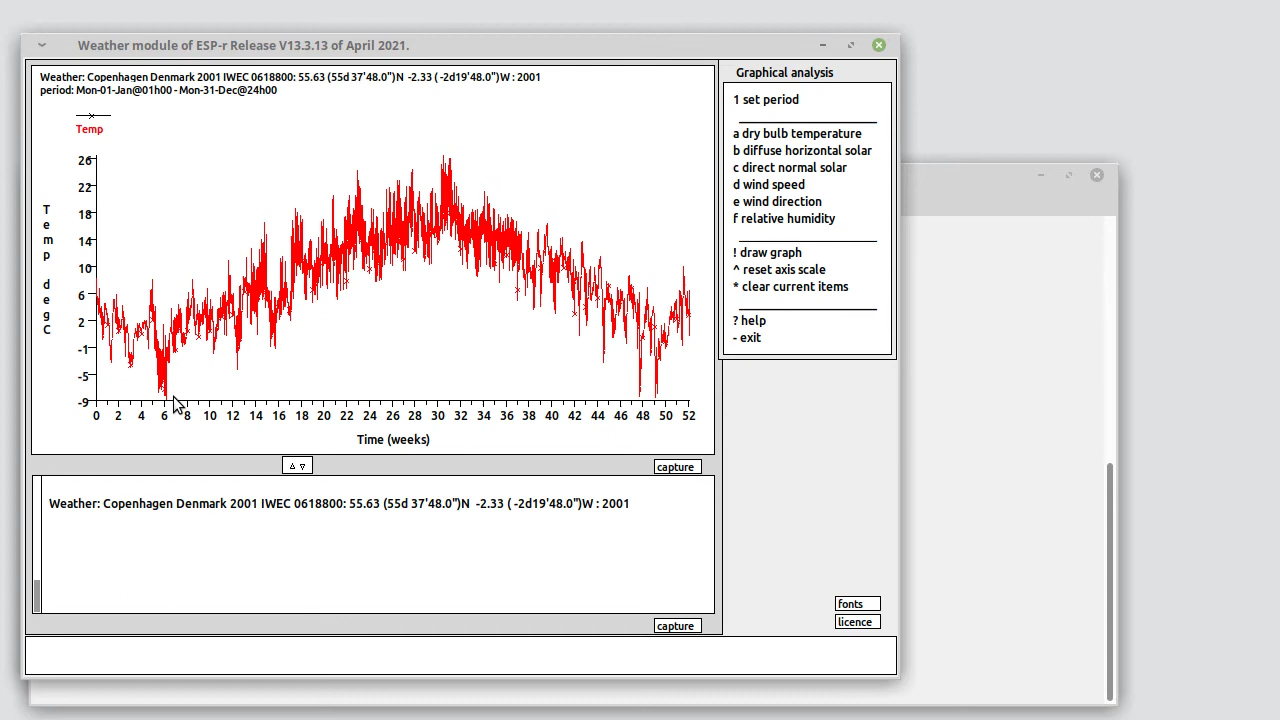 Weather module of ESP-r Release V13.3.13 of April 2021.
Weather: Copenhagen Denmark 2001 IWEC 0618800: 55.63 (55d 37'48.0")N -2.33 ( -2d19'48.0")W : 2001
period: Mon-01-Jan@01h00 - Mon-31-Dec@24h00
Temp
26
22
18
14
10
6
2
-1
-5
-9
Temp degC
0 2 4 6 8 10 12 14 16 18 20 22 24 26 28 30 32 34 36 38 40 42 44 46 48 50 52
Time (weeks)
capture
Weather: Copenhagen Denmark 2001 IWEC 0618800: 55.63 (55d 37'48.0")N -2.33 ( -2d19'48.0")W : 2001
capture
Graphical analysis
1 set period
a dry bulb temperature
b diffuse horizontal solar
c direct normal solar
d wind speed
e wind direction
f relative humidity
! draw graph
^ reset axis scale
* clear current items
? help
- exit
fonts
licence